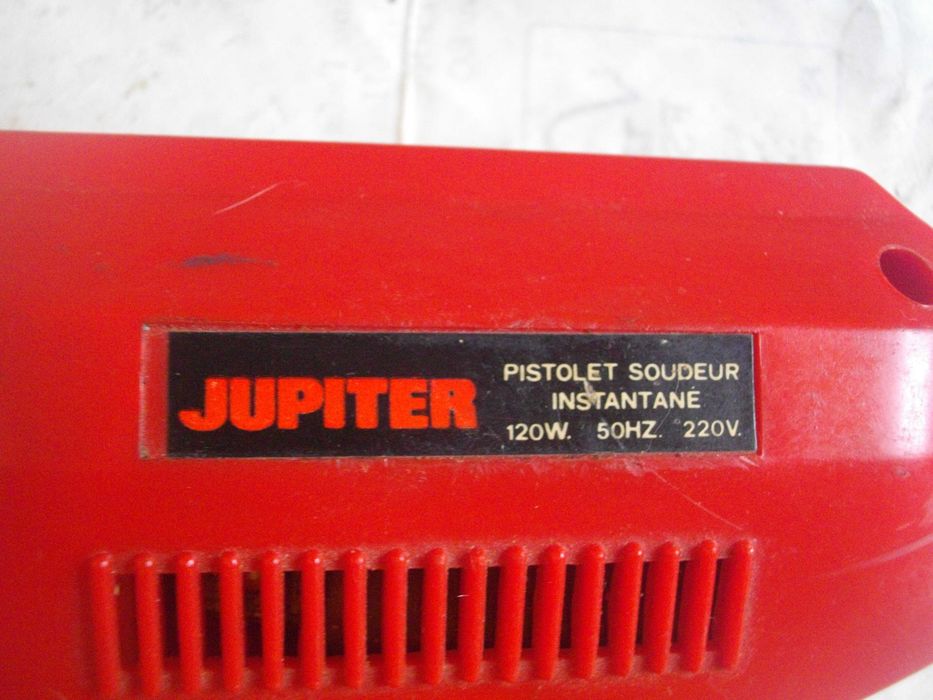 JUPITER
PISTOLET SOUDEUR
INSTANTANÉ
120W. 50HZ. 220V.